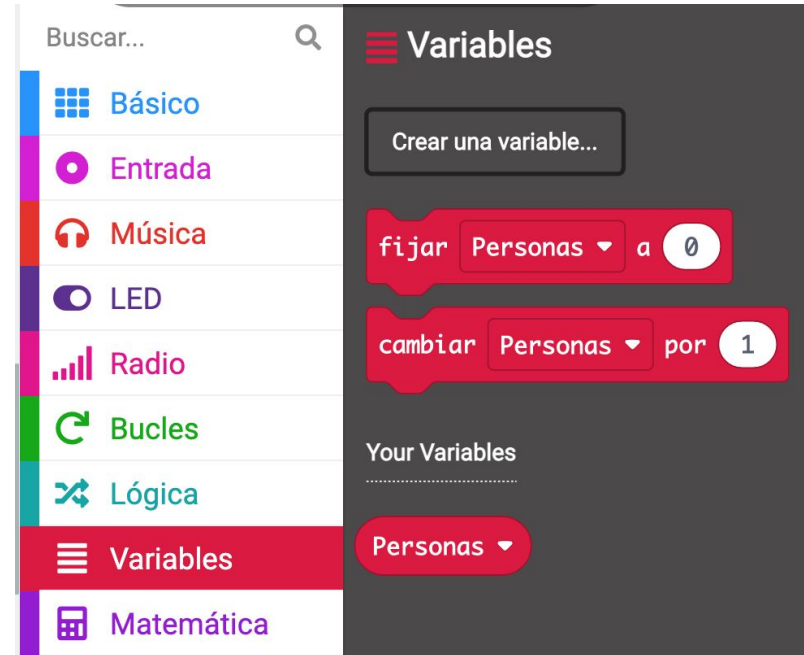 Buscar...
Básico
Entrada
Música
LED
Radio
Bucles
Lógica
Variables
Matemática
Variables
Crear una variable...
fijar Personas a 0
cambiar Personas por 1
Your Variables
Personas